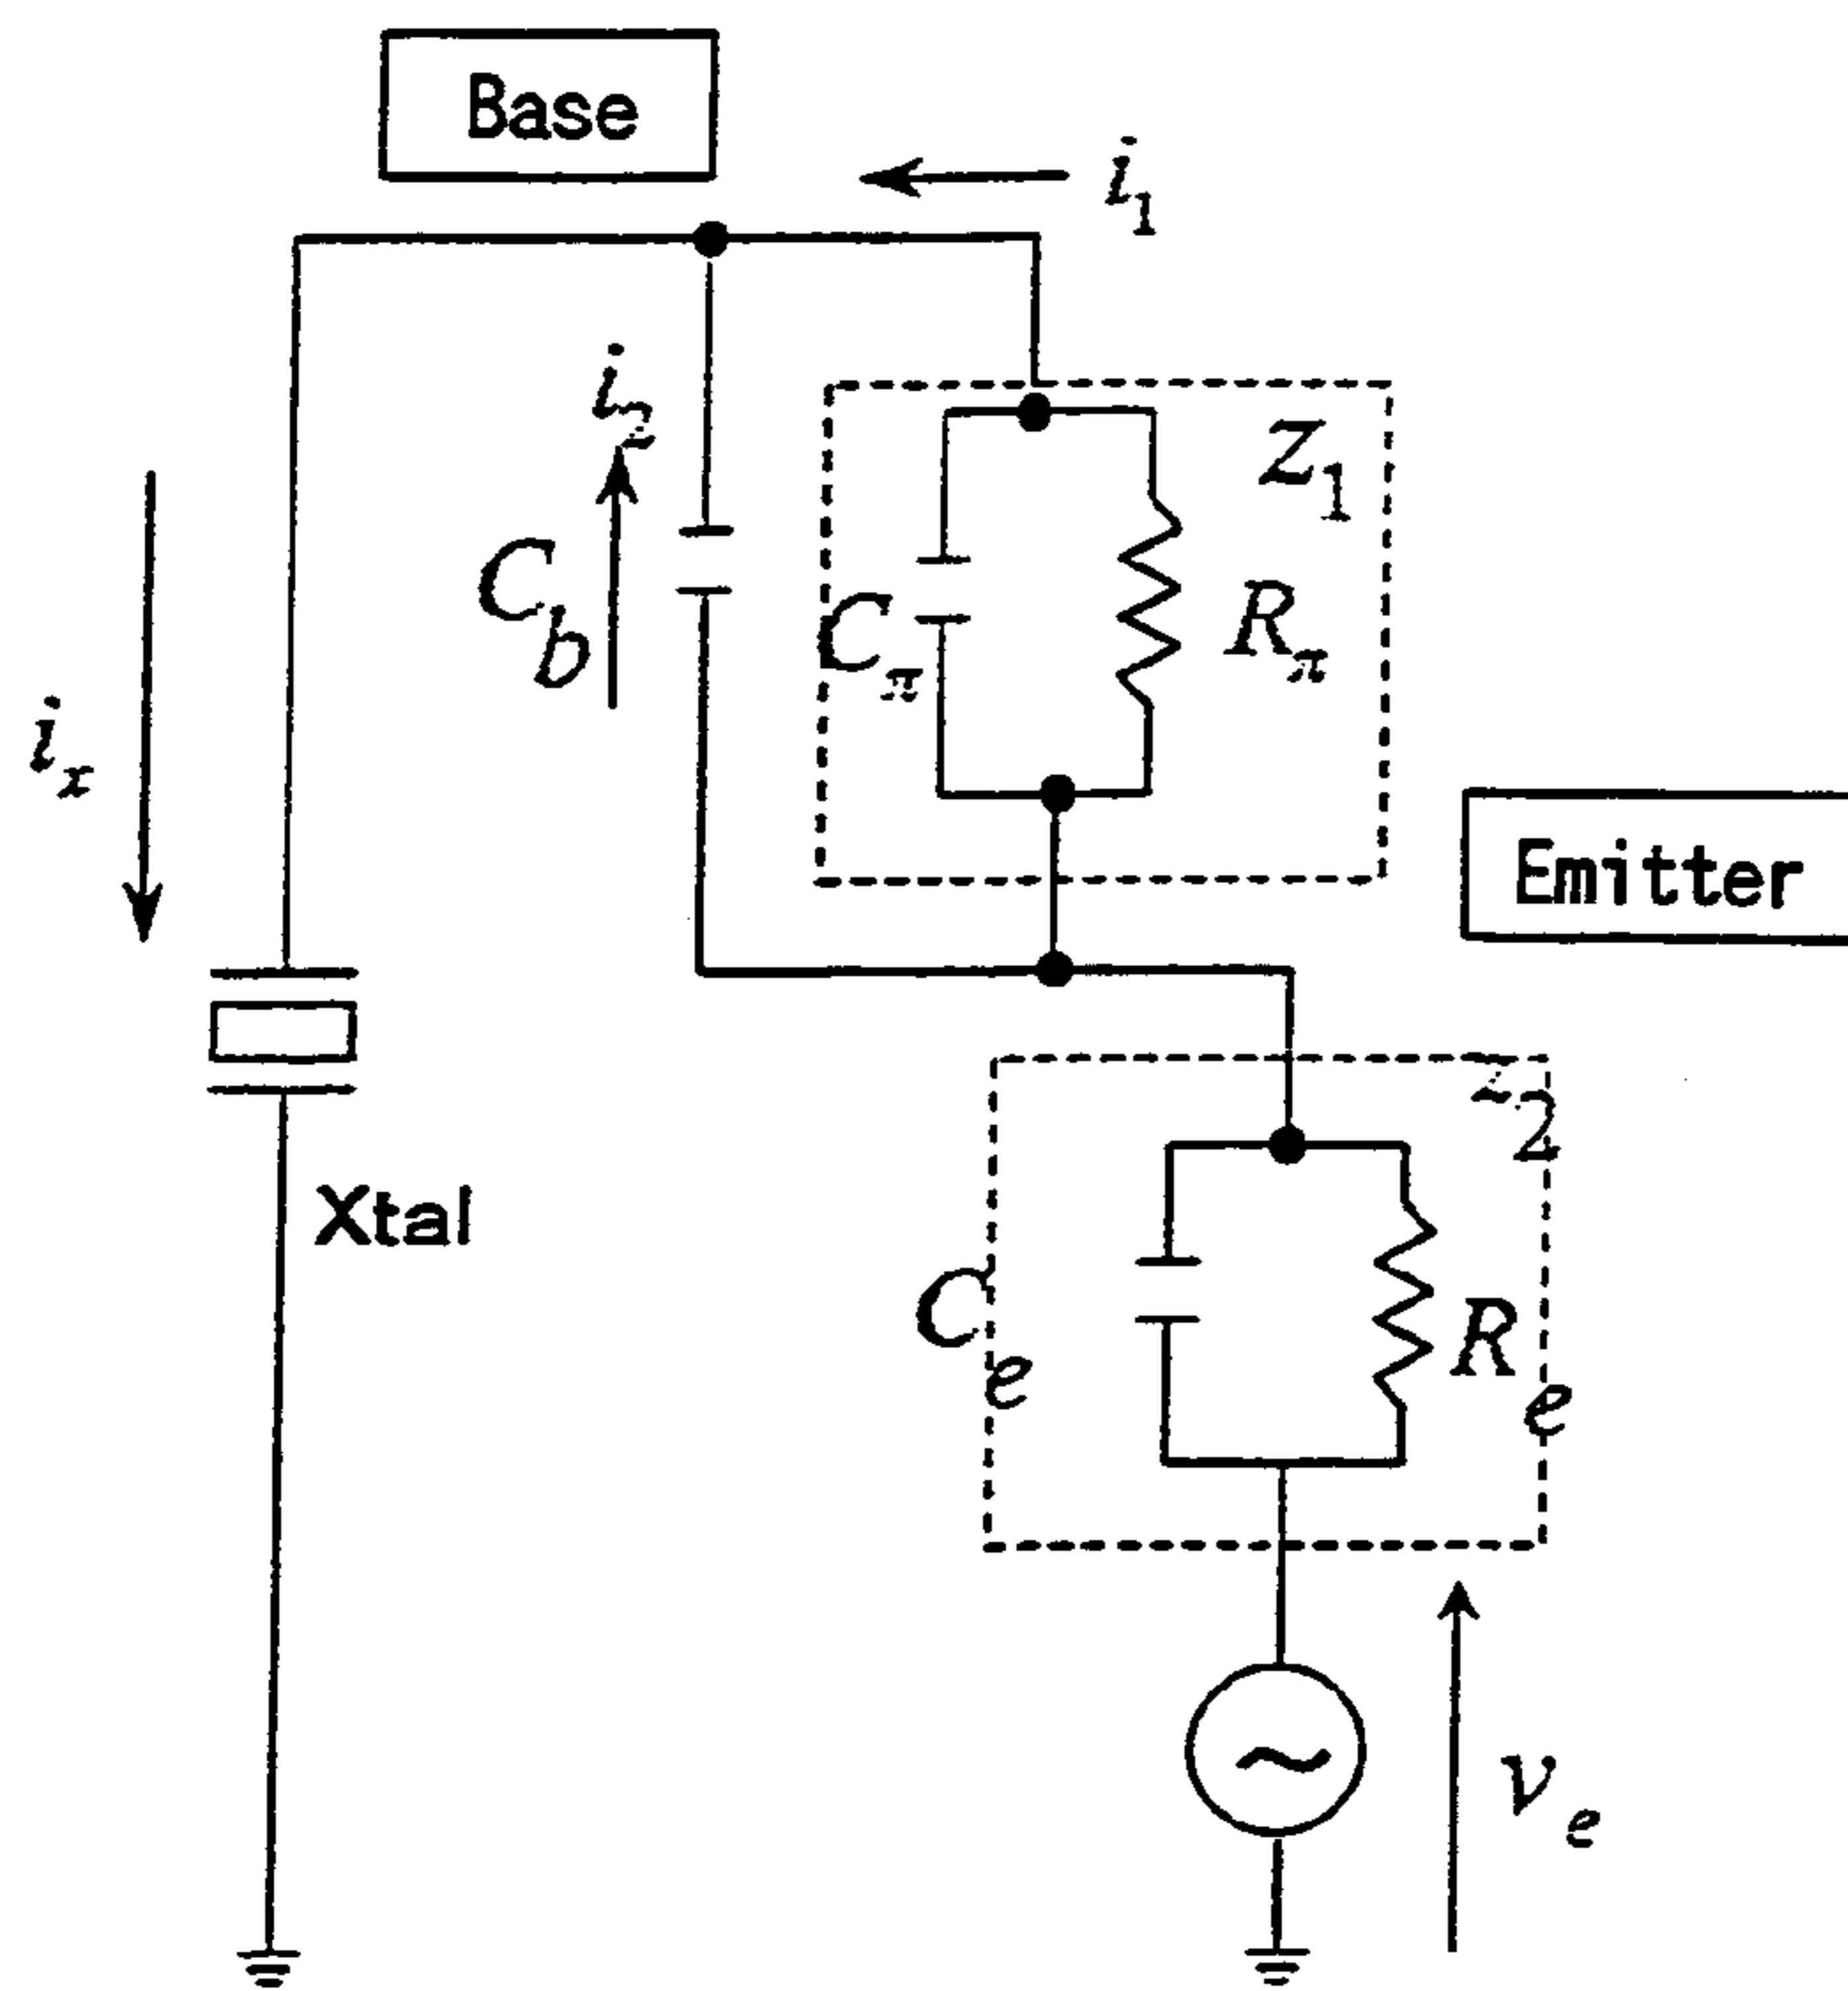 Base
i1
i2
Z1
Cb
Cπ
Rπ
ix
Emitter
z2
Xtal
Ce
Re
~
ve